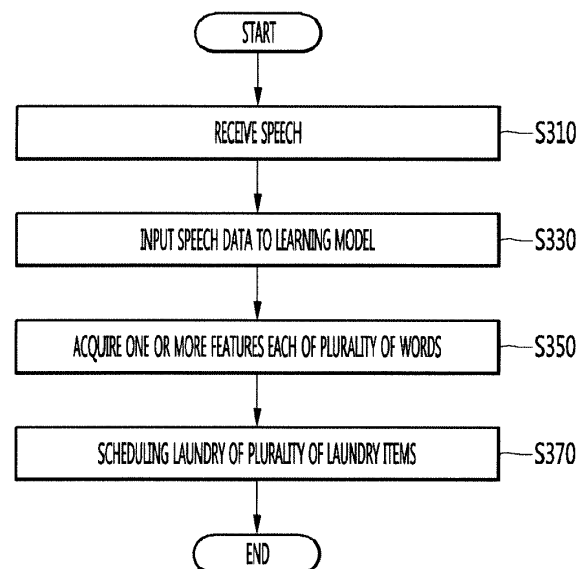 START
RECEIVE SPEECH
S310
INPUT SPEECH DATA TO LEARNING MODEL
S330
ACQUIRE ONE OR MORE FEATURES EACH OF PLURALITY OF WORDS
S350
SCHEDULING LAUNDRY OF PLURALITY OF LAUNDRY ITEMS
S370
END